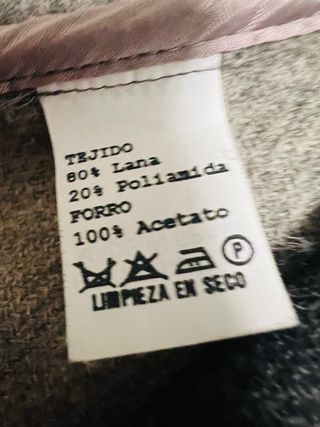 TEJIDO
80% Lana
20% Poliamida
FORRO
100% Acetato
P
LIMPIEZA EN SECO